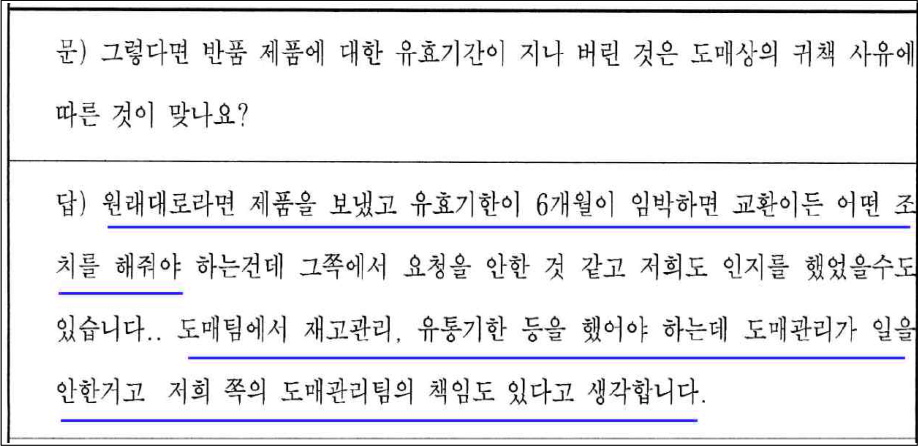 문) 그렇다면 반품 제품에 대한 유효기간이 지나 버린 것은 도매상의 귀책 사유에
따른 것이 맞나요?
답) 원래대로라면 제품을 보냈고 유효기한이 6개월이 임박하면 교환이든 어떤 조
치를 해줘야 하는건데 그쪽에서 요청을 안한 것 같고 저희도 인지를 했었을수도
있습니다.. 도매팀에서 재고관리, 유통기한 등을 했어야 하는데 도매관리가 일을
안한거고 저희 쪽의 도매관리팀의 책임도 있다고 생각합니다.